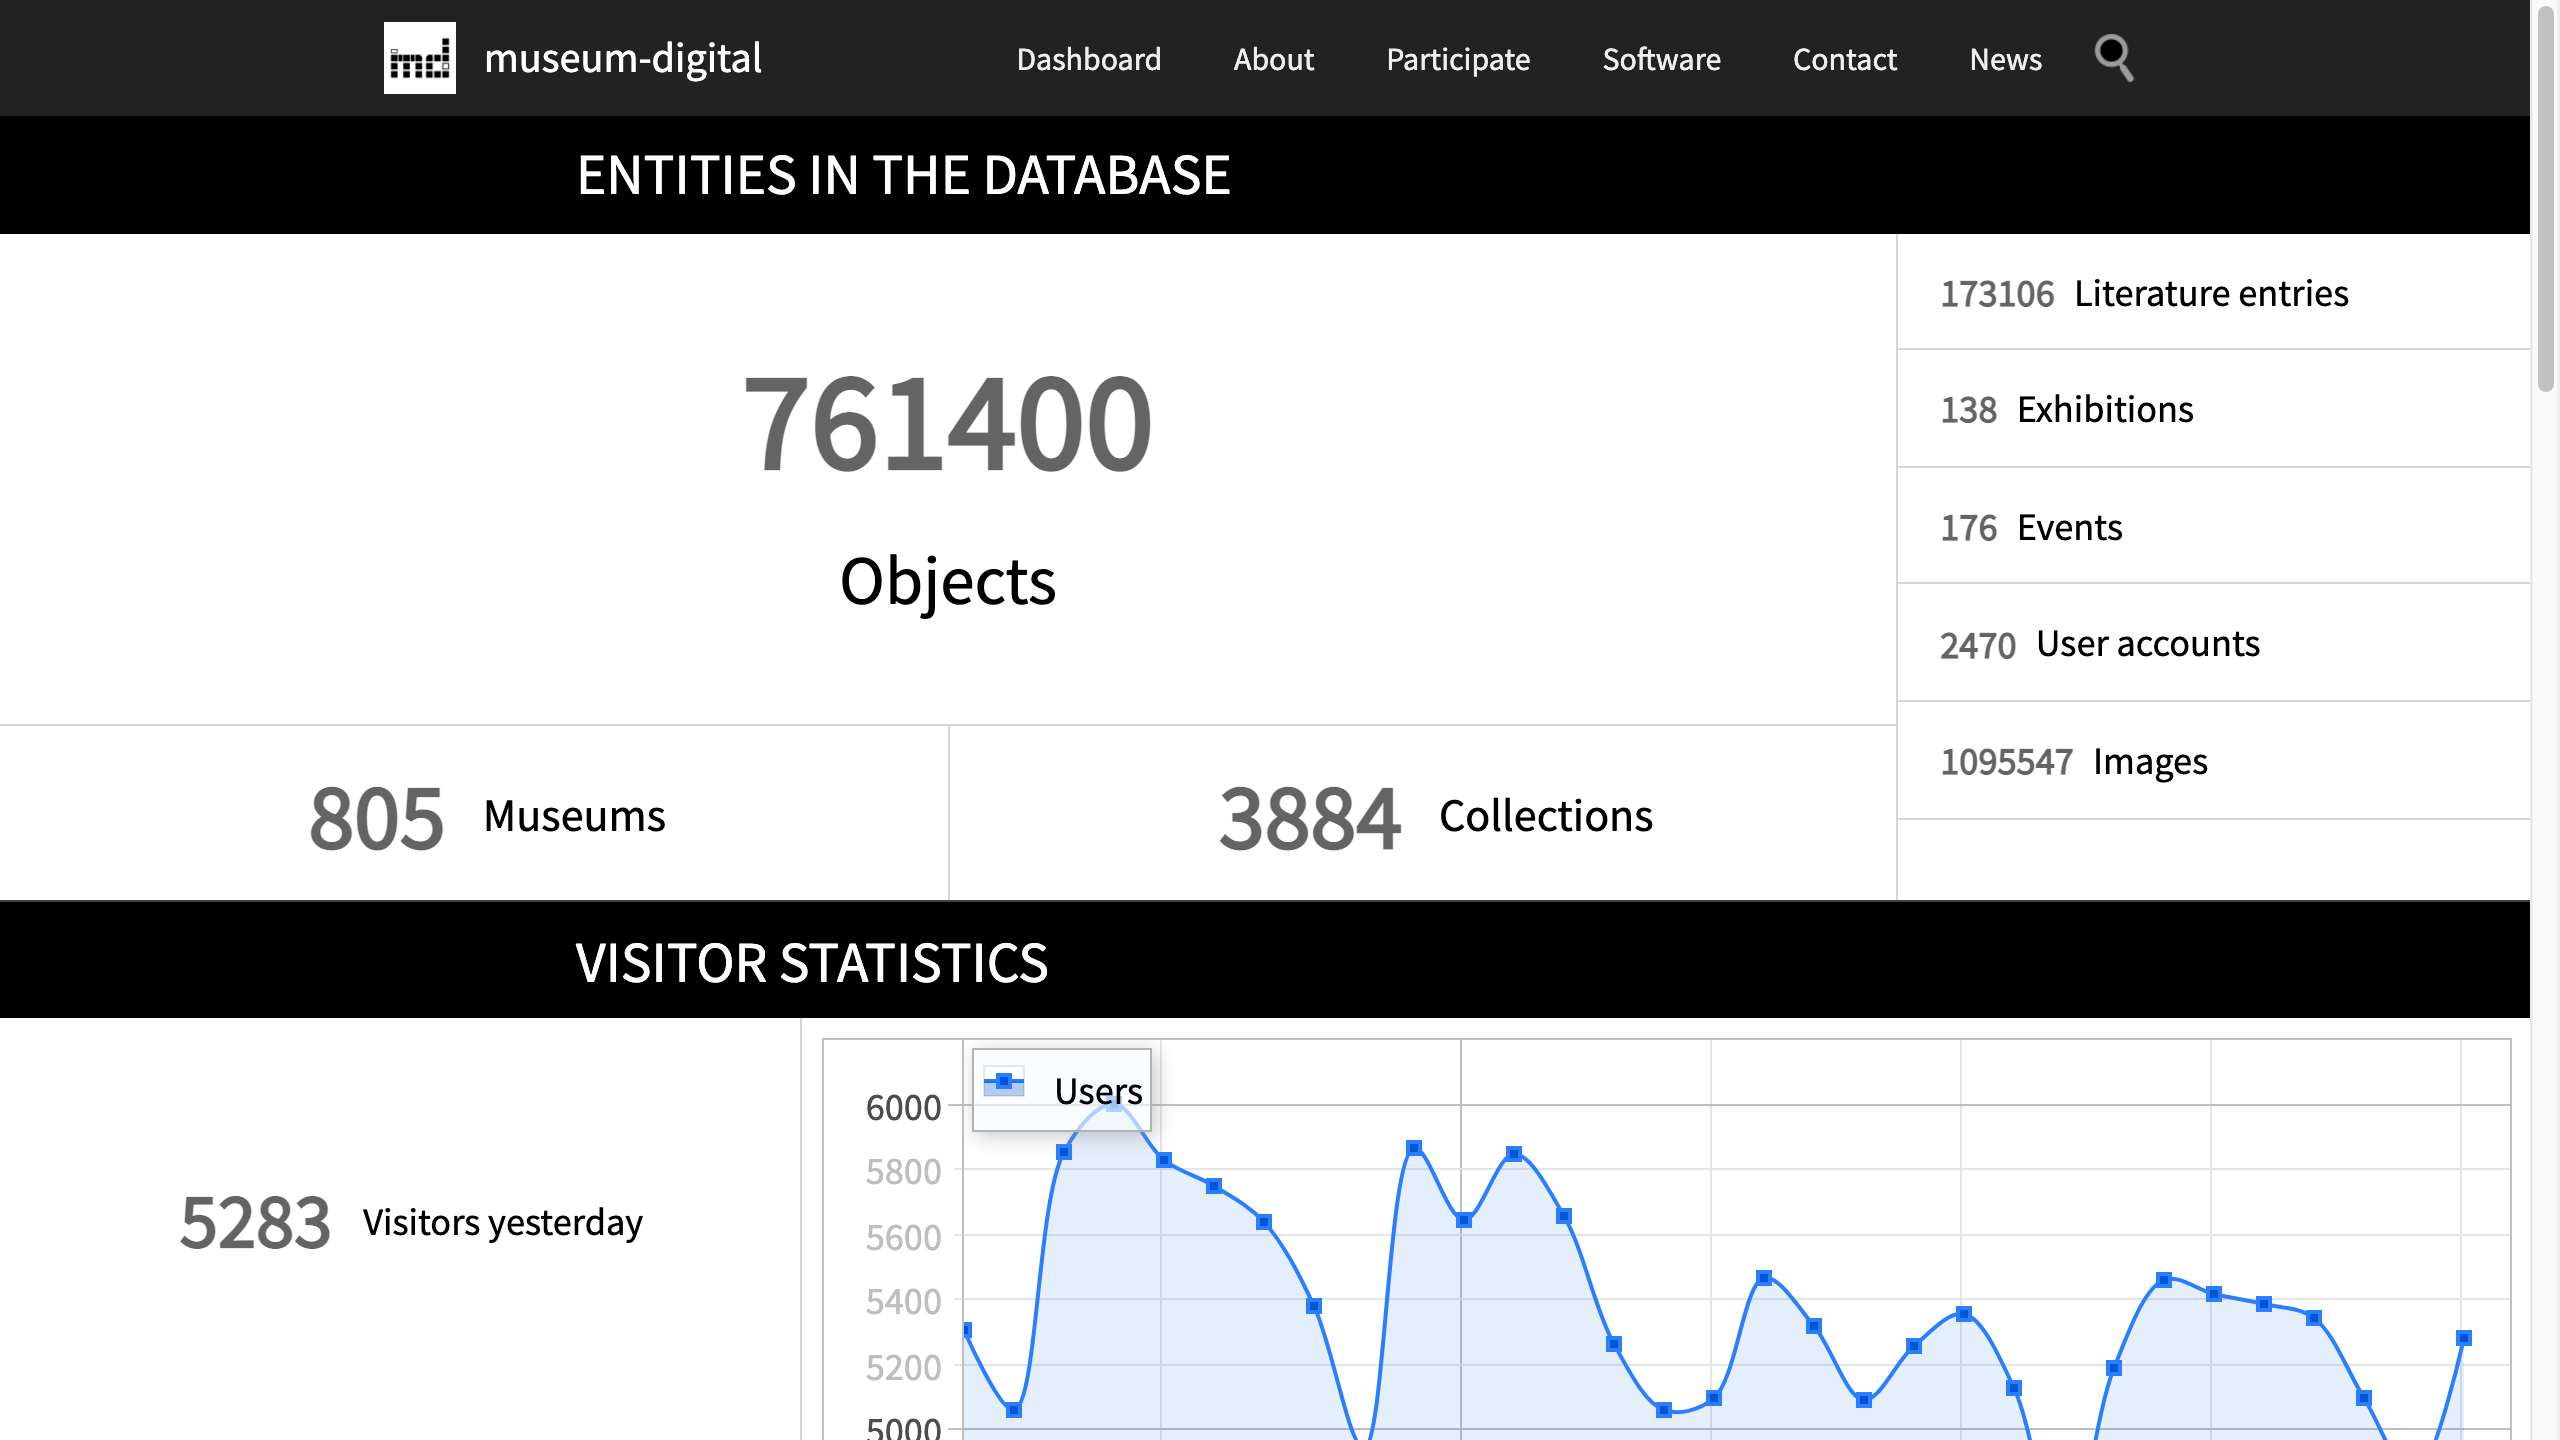 museum-digital
Dashboard About Participate Software Contact News
ENTITIES IN THE DATABASE
761400
Objects
805 Museums
3884 Collections
173106 Literature entries
138 Exhibitions
176 Events
2470 User accounts
1095547 Images
VISITOR STATISTICS
5283 Visitors yesterday
Users
6000
5800
5600
5400
5200
5000